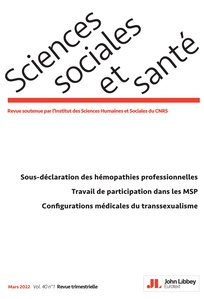 Sciences
sociales
et santé
Revue soutenue par l'Institut des Sciences Humaines et Sociales du CNRS
Sous-déclaration des hémopathies professionnelles
Travail de participation dans les MSP
Configurations médicales du transsexualisme
Mars 2022 Vol. 40 n°1 Revue trimestrielle
JL
John Libbey
Eurotext